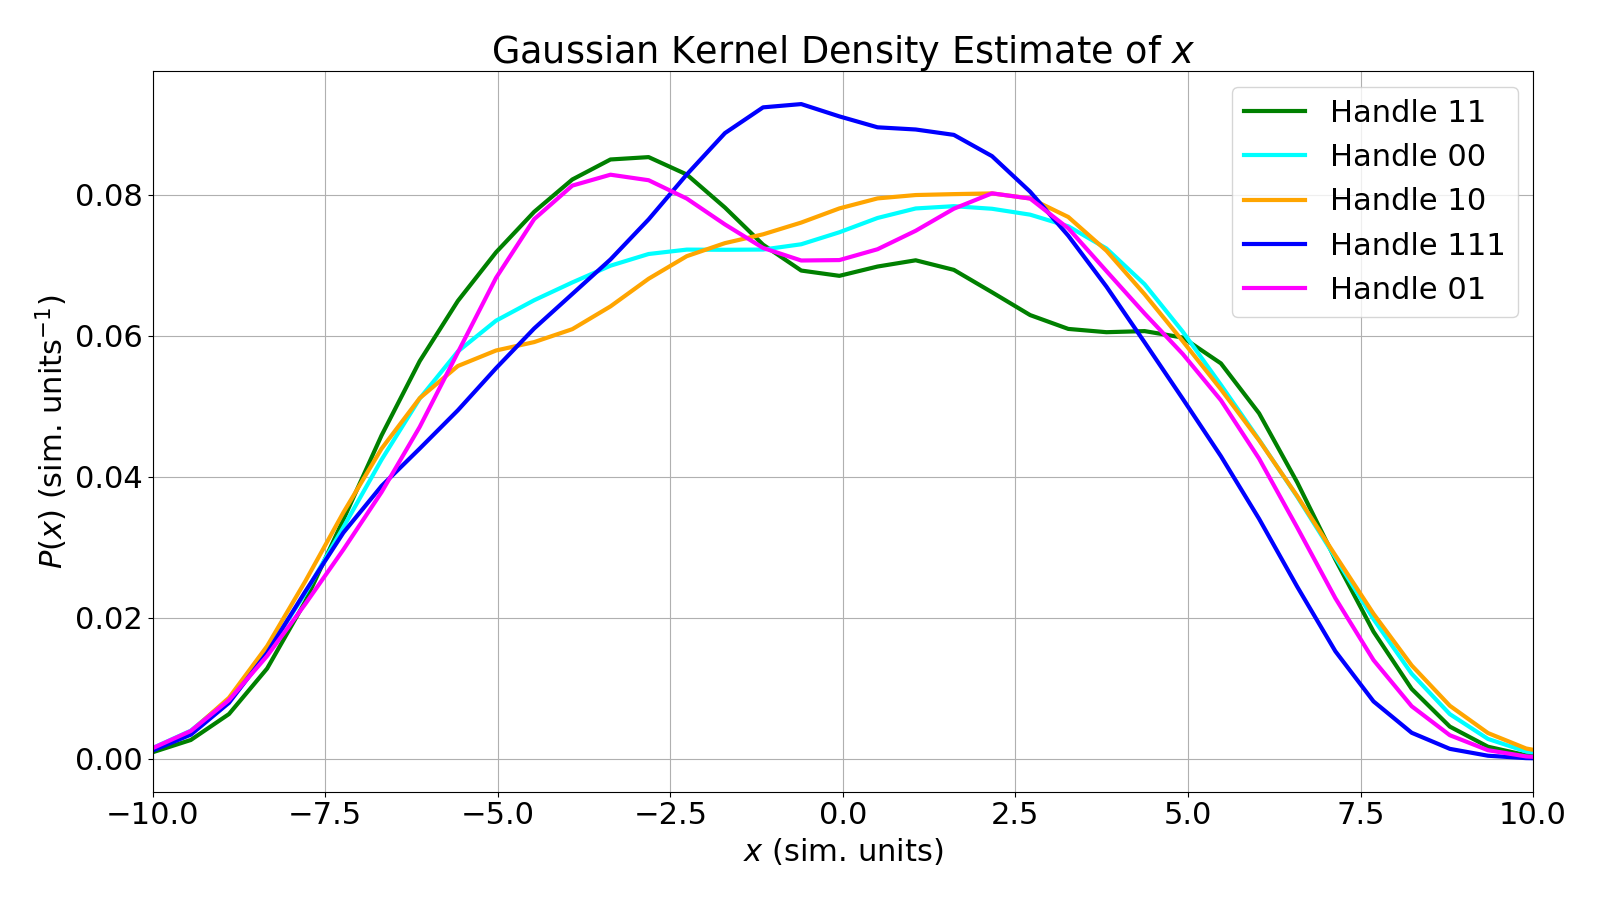 Gaussian Kernel Density Estimate of x
Handle 11
Handle 00
Handle 10
Handle 111
Handle 01
P(x) (sim. units⁻¹)
0.08
0.06
0.04
0.02
0.00
−10.0 −7.5 −5.0 −2.5 0.0 2.5 5.0 7.5 10.0
x (sim. units)